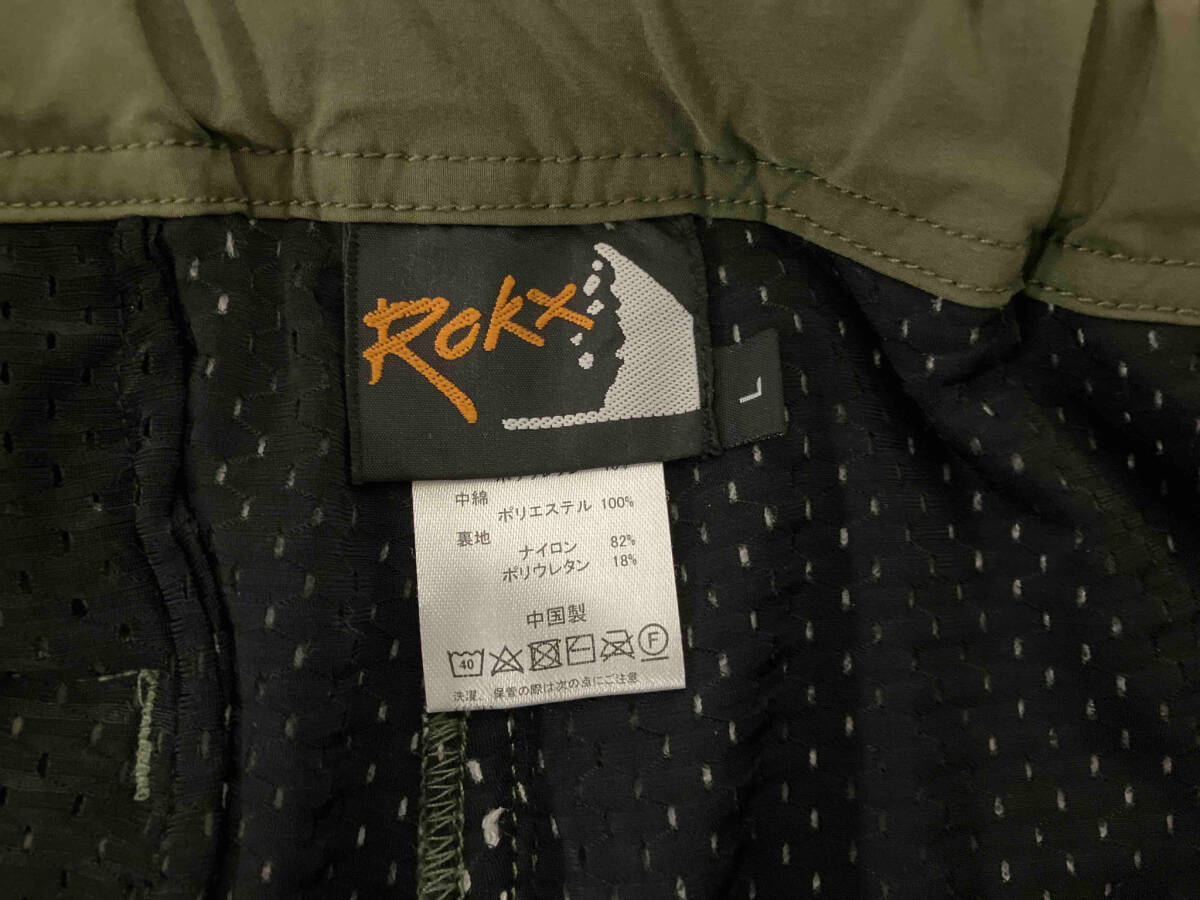 Rokx
L
中綿
ポリエステル 100%
裏地
ナイロン 82%
ポリウレタン 18%
中国製
40 F
洗濯、保管の際は次の点にご注意